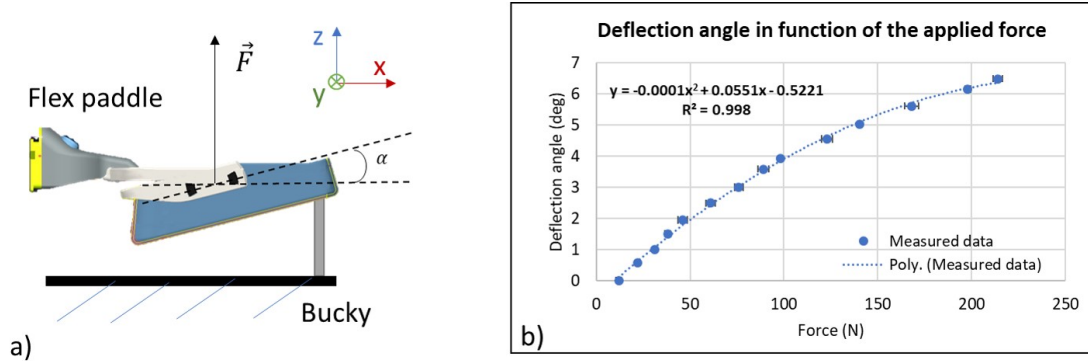 z
F⃗
x
y
Flex paddle
α
Bucky
a)
Deflection angle in function of the applied force
y = -0.0001x² + 0.0551x - 0.5221
R² = 0.998
Deflection angle (deg)
7
6
5
4
3
2
1
0
Measured data
Poly. (Measured data)
0 50 100 150 200 250
Force (N)
b)